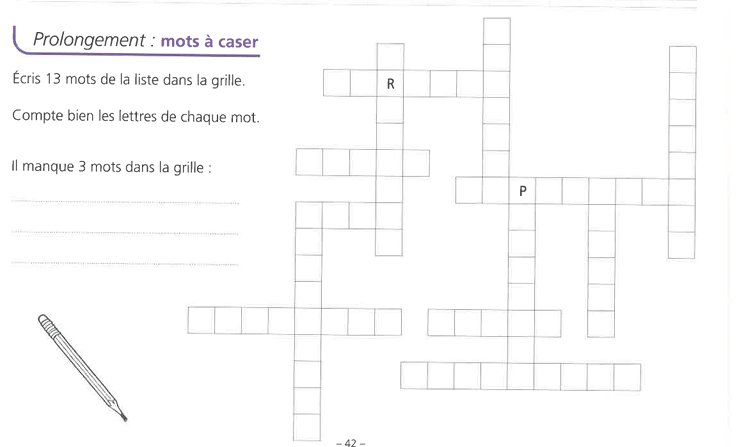 Prolongement : mots à caser
Écris 13 mots de la liste dans la grille.
Compte bien les lettres de chaque mot.
Il manque 3 mots dans la grille :
R
P
– 42 –